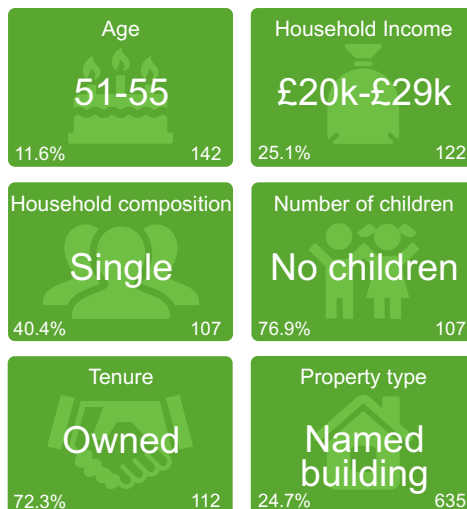 Age
51-55
11.6% 142
Household Income
£20k-£29k
25.1% 122
Household composition
Single
40.4% 107
Number of children
No children
76.9% 107
Tenure
Owned
72.3% 112
Property type
Named
building
24.7% 635